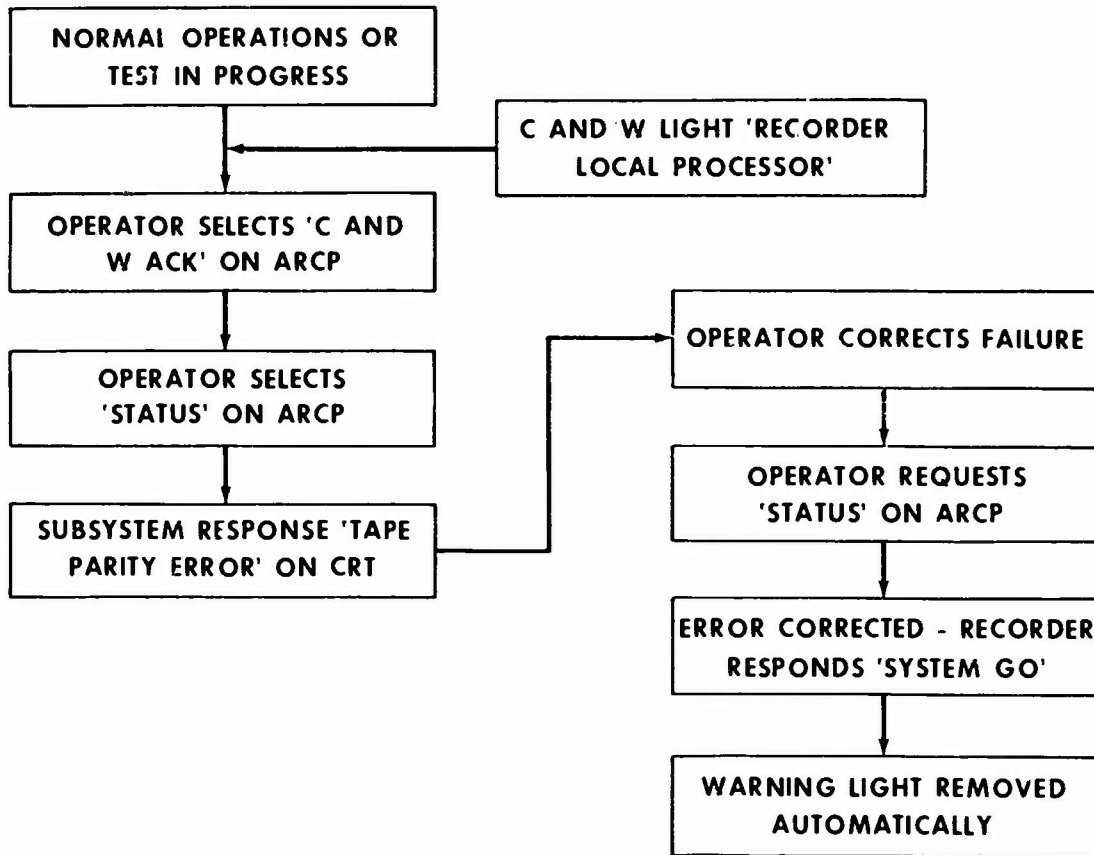 NORMAL OPERATIONS OR
TEST IN PROGRESS
C AND W LIGHT 'RECORDER
LOCAL PROCESSOR'
OPERATOR SELECTS 'C AND
W ACK' ON ARCP
OPERATOR SELECTS
'STATUS' ON ARCP
SUBSYSTEM RESPONSE 'TAPE
PARITY ERROR' ON CRT
OPERATOR CORRECTS FAILURE
OPERATOR REQUESTS
'STATUS' ON ARCP
ERROR CORRECTED - RECORDER
RESPONDS 'SYSTEM GO'
WARNING LIGHT REMOVED
AUTOMATICALLY